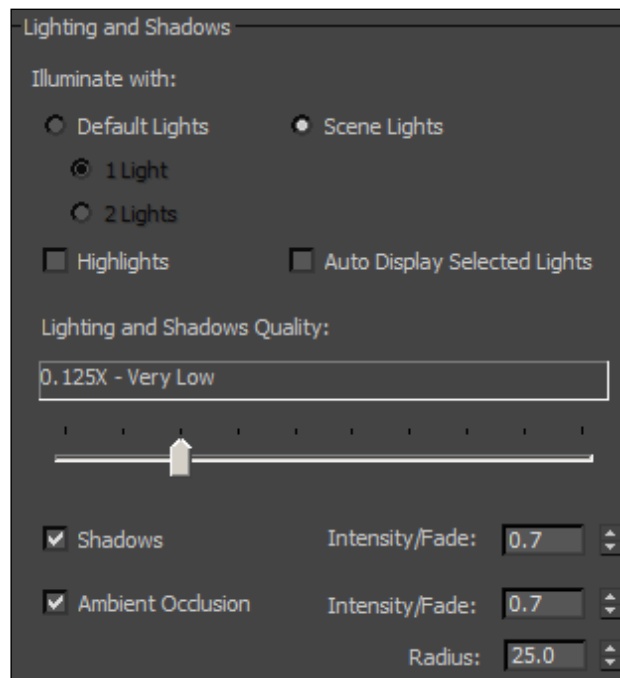 Lighting and Shadows
Illuminate with:
Default Lights Scene Lights
1 Light
2 Lights
Highlights Auto Display Selected Lights
Lighting and Shadows Quality:
0.125X - Very Low
Shadows Intensity/Fade: 0.7
Ambient Occlusion Intensity/Fade: 0.7
Radius: 25.0